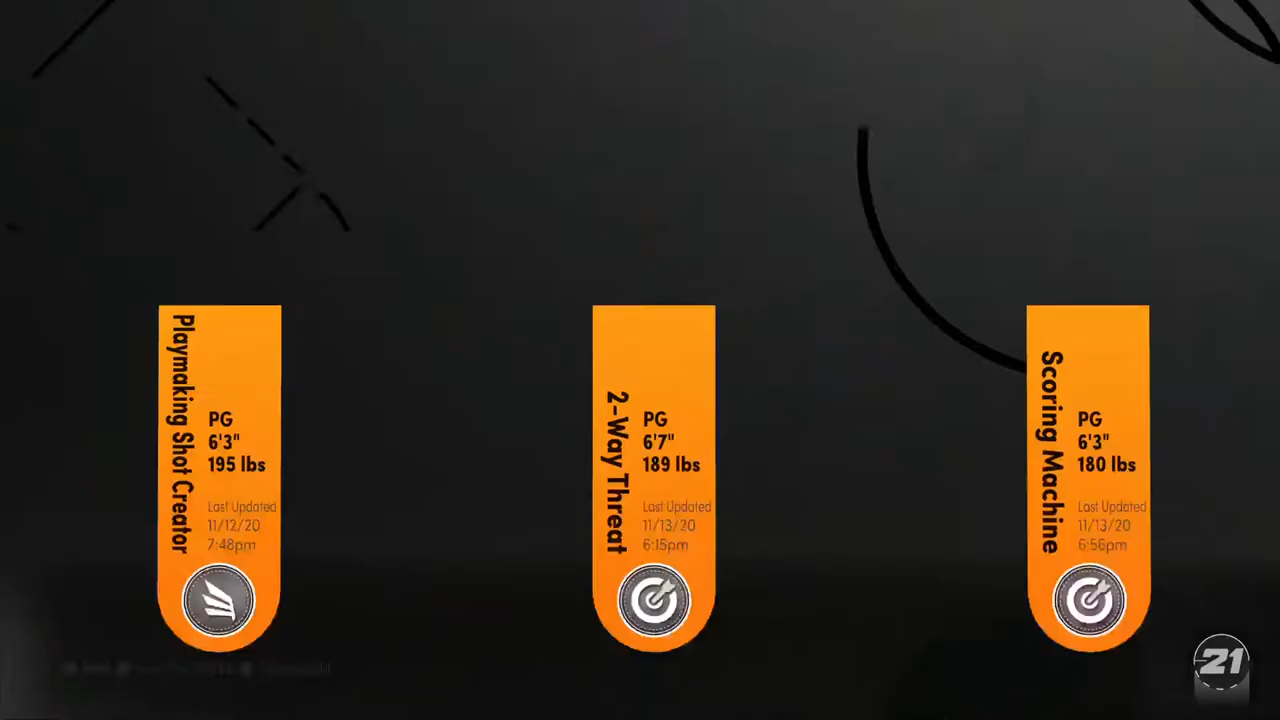 Playmaking Shot Creator
PG
6'3"
195 lbs
Last Updated
11/12/20
7:48pm
2-Way Threat
PG
6'7"
189 lbs
Last Updated
11/13/20
6:15pm
Scoring Machine
PG
6'3"
180 lbs
Last Updated
11/13/20
6:56pm
21